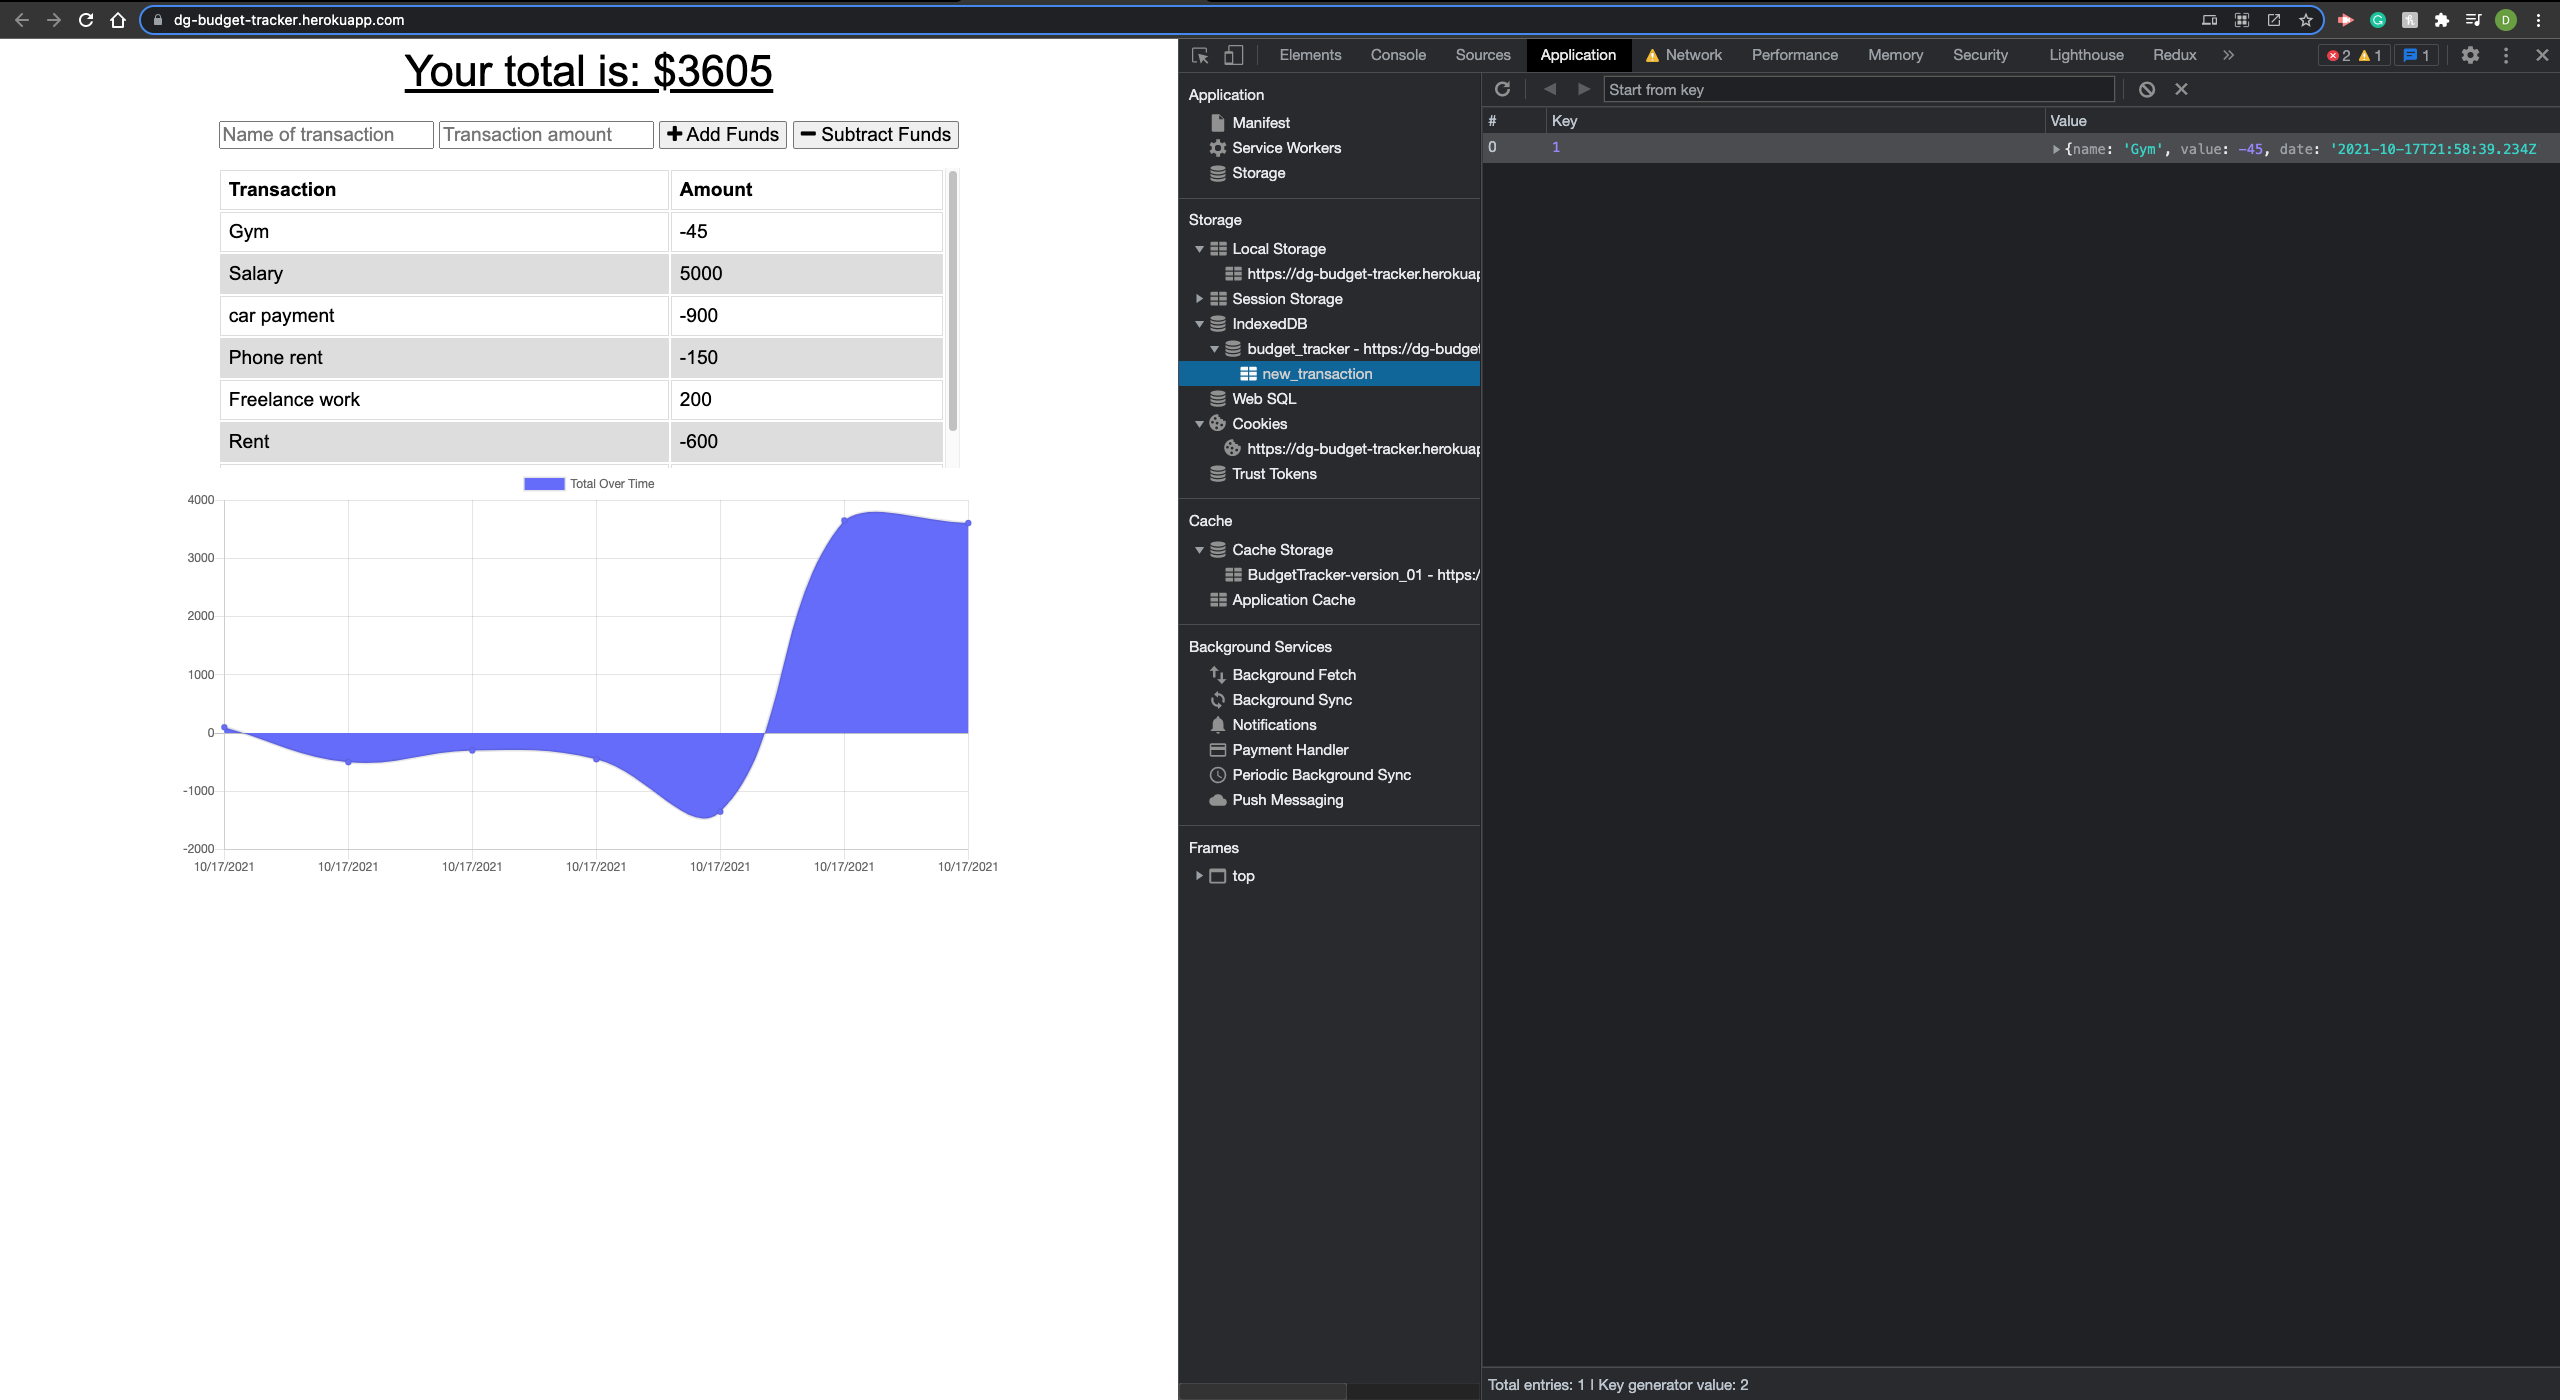 dg-budget-tracker.herokuapp.com
D
Your total is: $3605
Name of transaction Transaction amount Add Funds Subtract Funds
Transaction Amount
Gym -45
Salary 5000
car payment -900
Phone rent -150
Freelance work 200
Rent -600
Total Over Time
4000
3000
2000
1000
0
-1000
-2000
10/17/2021 10/17/2021 10/17/2021 10/17/2021 10/17/2021 10/17/2021 10/17/2021
Elements Console Sources Application Network Performance Memory Security Lighthouse Redux » 2 1 1
Application
Manifest
Service Workers
Storage
Storage
Local Storage
https://dg-budget-tracker.herokuap
Session Storage
IndexedDB
budget_tracker - https://dg-budget
new_transaction
Web SQL
Cookies
https://dg-budget-tracker.herokuap
Trust Tokens
Cache
Cache Storage
BudgetTracker-version_01 - https:/
Application Cache
Background Services
Background Fetch
Background Sync
Notifications
Payment Handler
Periodic Background Sync
Push Messaging
Frames
top
Start from key
# Key Value
0 1 {name: 'Gym', value: -45, date: '2021-10-17T21:58:39.234Z
Total entries: 1 | Key generator value: 2